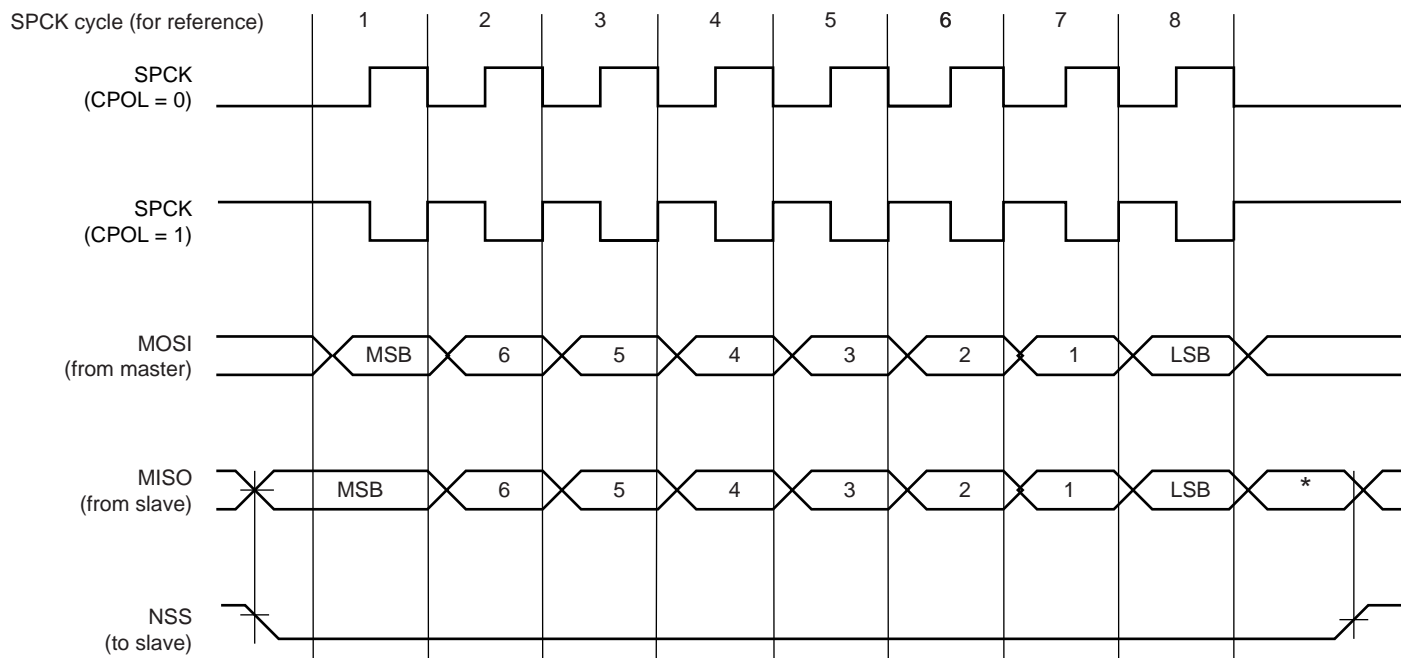 SPCK cycle (for reference) 1 2 3 4 5 6 7 8
SPCK
(CPOL = 0)
SPCK
(CPOL = 1)
MOSI
(from master)
MSB 6 5 4 3 2 1 LSB
MISO
(from slave)
MSB 6 5 4 3 2 1 LSB *
NSS
(to slave)